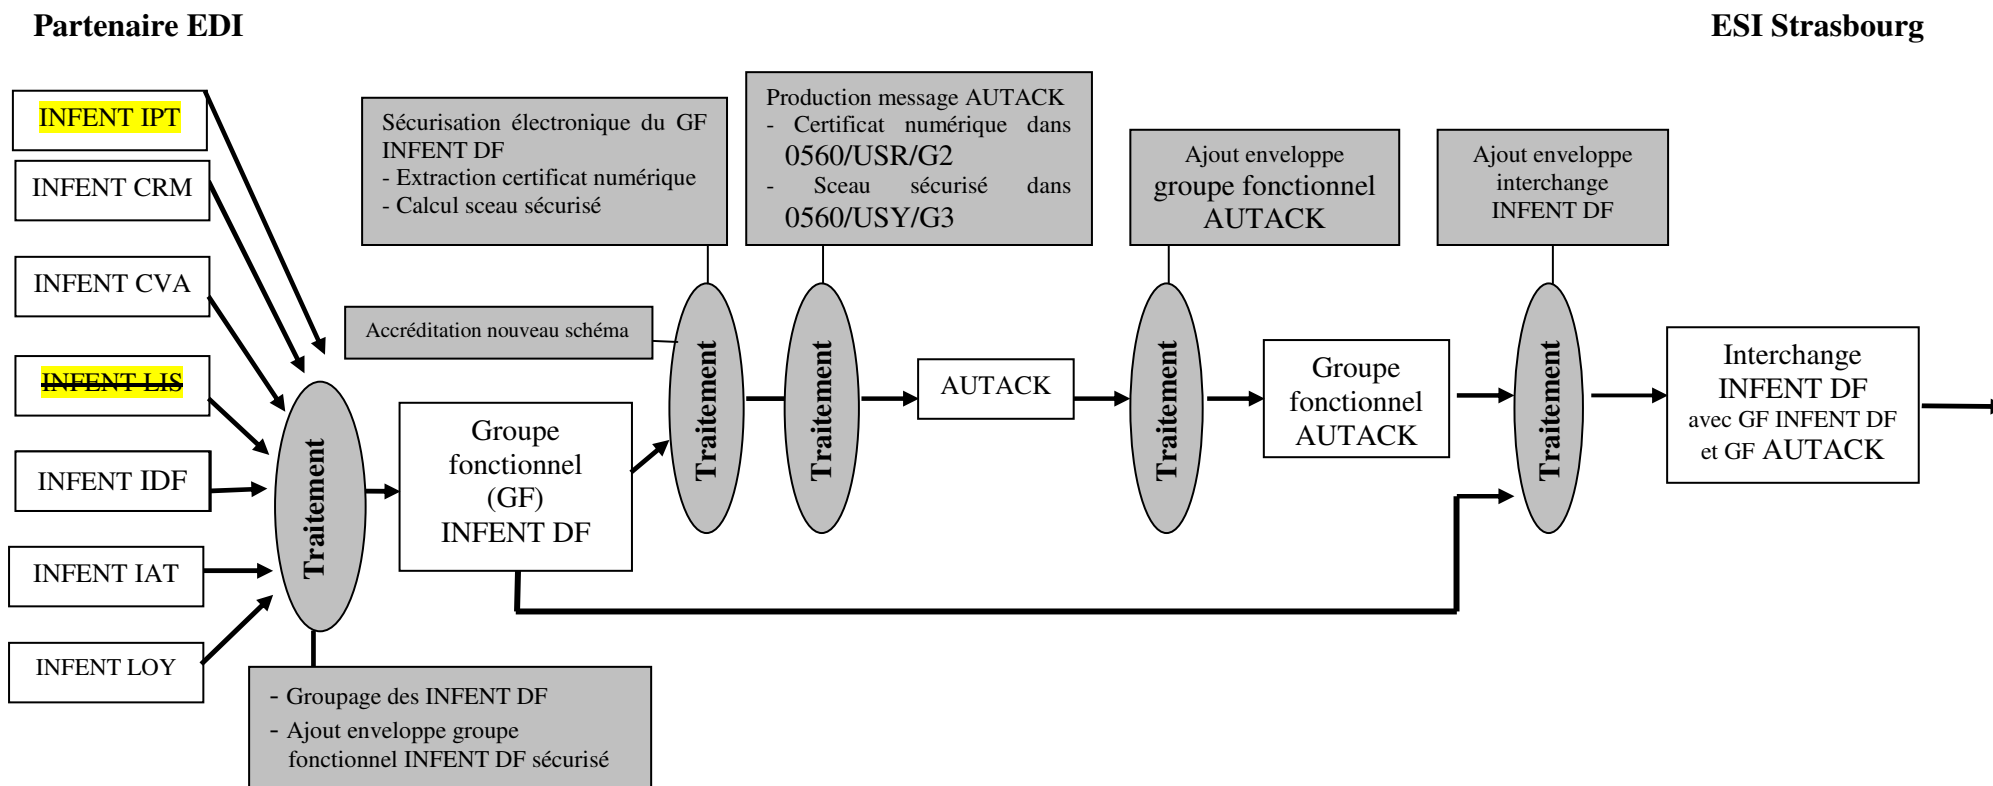 Partenaire EDI
ESI Strasbourg
INFENT IPT
INFENT CRM
INFENT CVA
INFENT LIS
INFENT IDF
INFENT IAT
INFENT LOY
Traitement
- Groupage des INFENT DF
- Ajout enveloppe groupe
fonctionnel INFENT DF sécurisé
Groupe
fonctionnel
(GF)
INFENT DF
Sécurisation électronique du GF
INFENT DF
- Extraction certificat numérique
- Calcul sceau sécurisé
Accréditation nouveau schéma
Traitement
Production message AUTACK
- Certificat numérique dans
0560/USR/G2
- Sceau sécurisé dans
0560/USY/G3
Traitement
AUTACK
Ajout enveloppe
groupe fonctionnel
AUTACK
Traitement
Groupe
fonctionnel
AUTACK
Ajout enveloppe
interchange
INFENT DF
Traitement
Interchange
INFENT DF
avec GF INFENT DF
et GF AUTACK